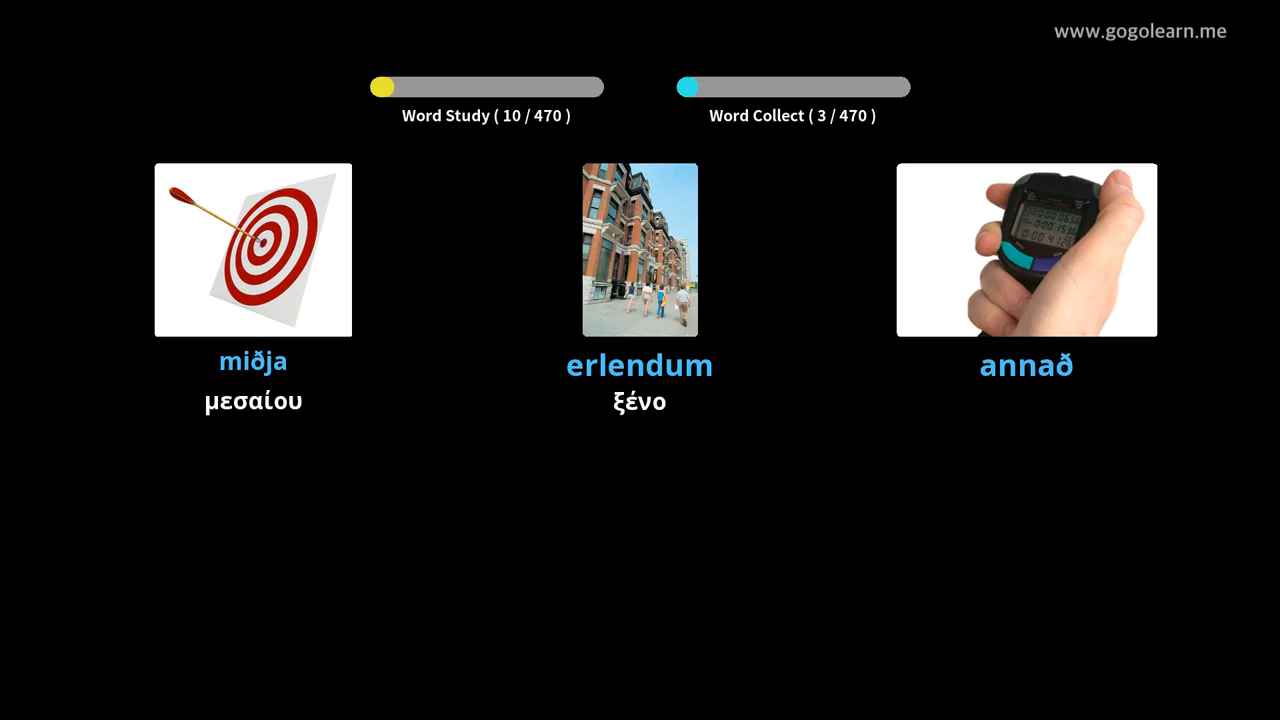 www.gogolearn.me
Word Study ( 10 / 470 )
Word Collect ( 3 / 470 )
miðja
μεσαίου
erlendum
ξένο
annað